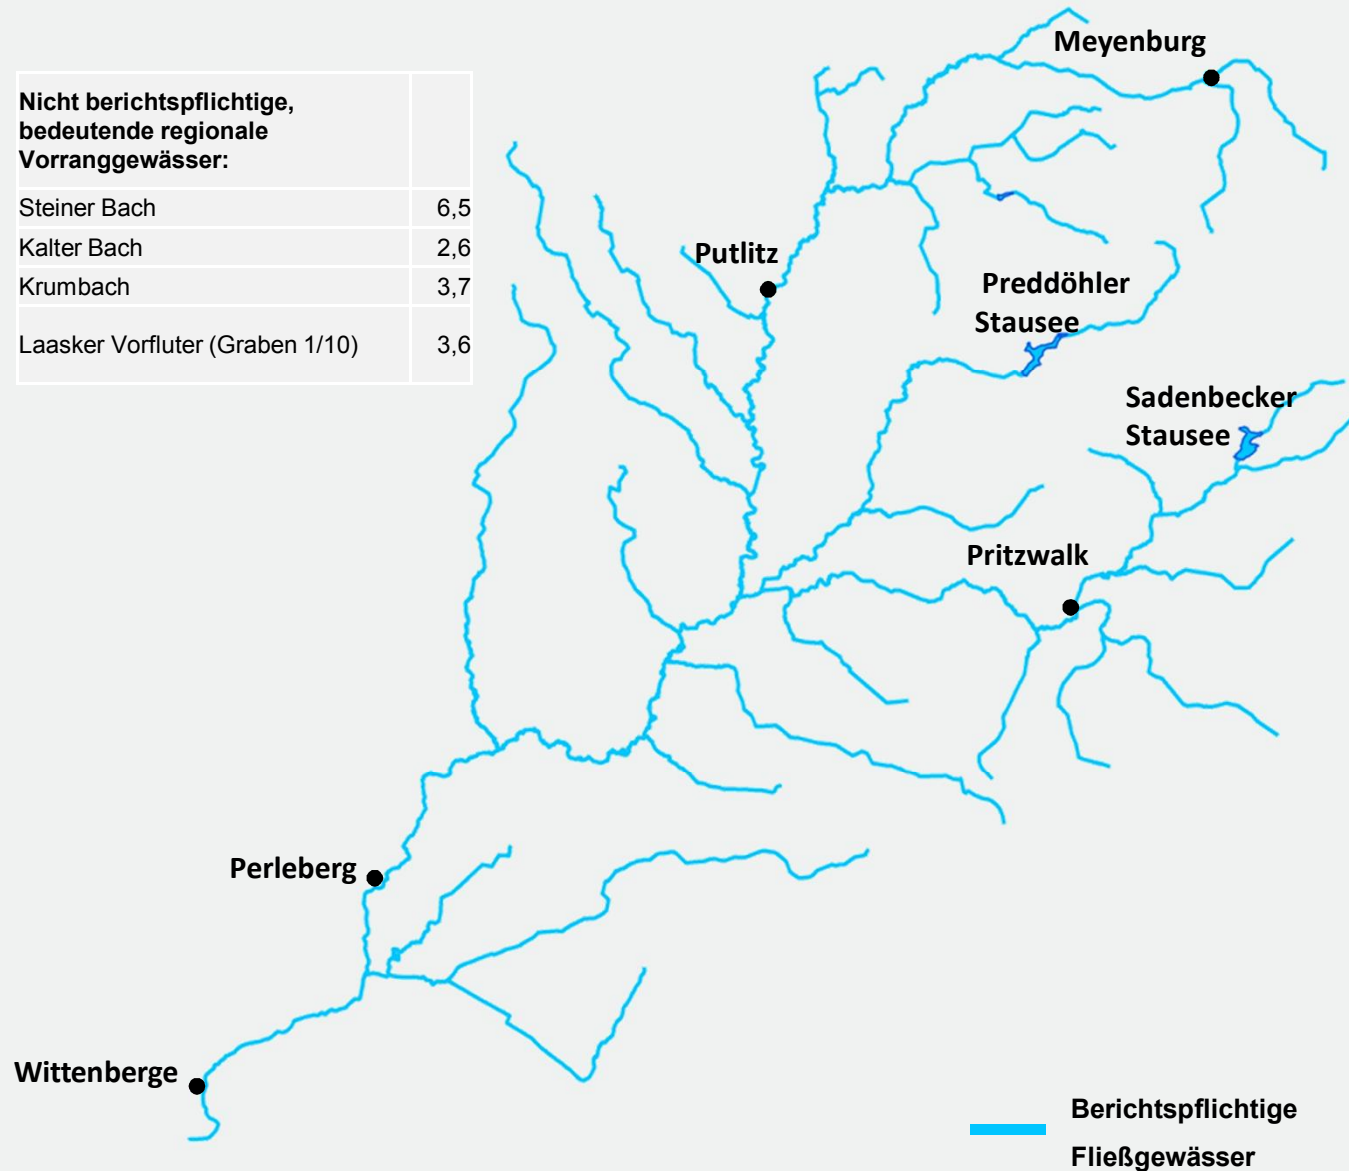 Nicht berichtspflichtige,
bedeutende regionale
Vorranggewässer:
Steiner Bach 6,5
Kalter Bach 2,6
Krumbach 3,7
Laasker Vorfluter (Graben 1/10) 3,6
Meyenburg
Putlitz
Preddöhler
Stausee
Sadenbecker
Stausee
Pritzwalk
Perleberg
Wittenberge
Berichtspflichtige
Fließgewässer